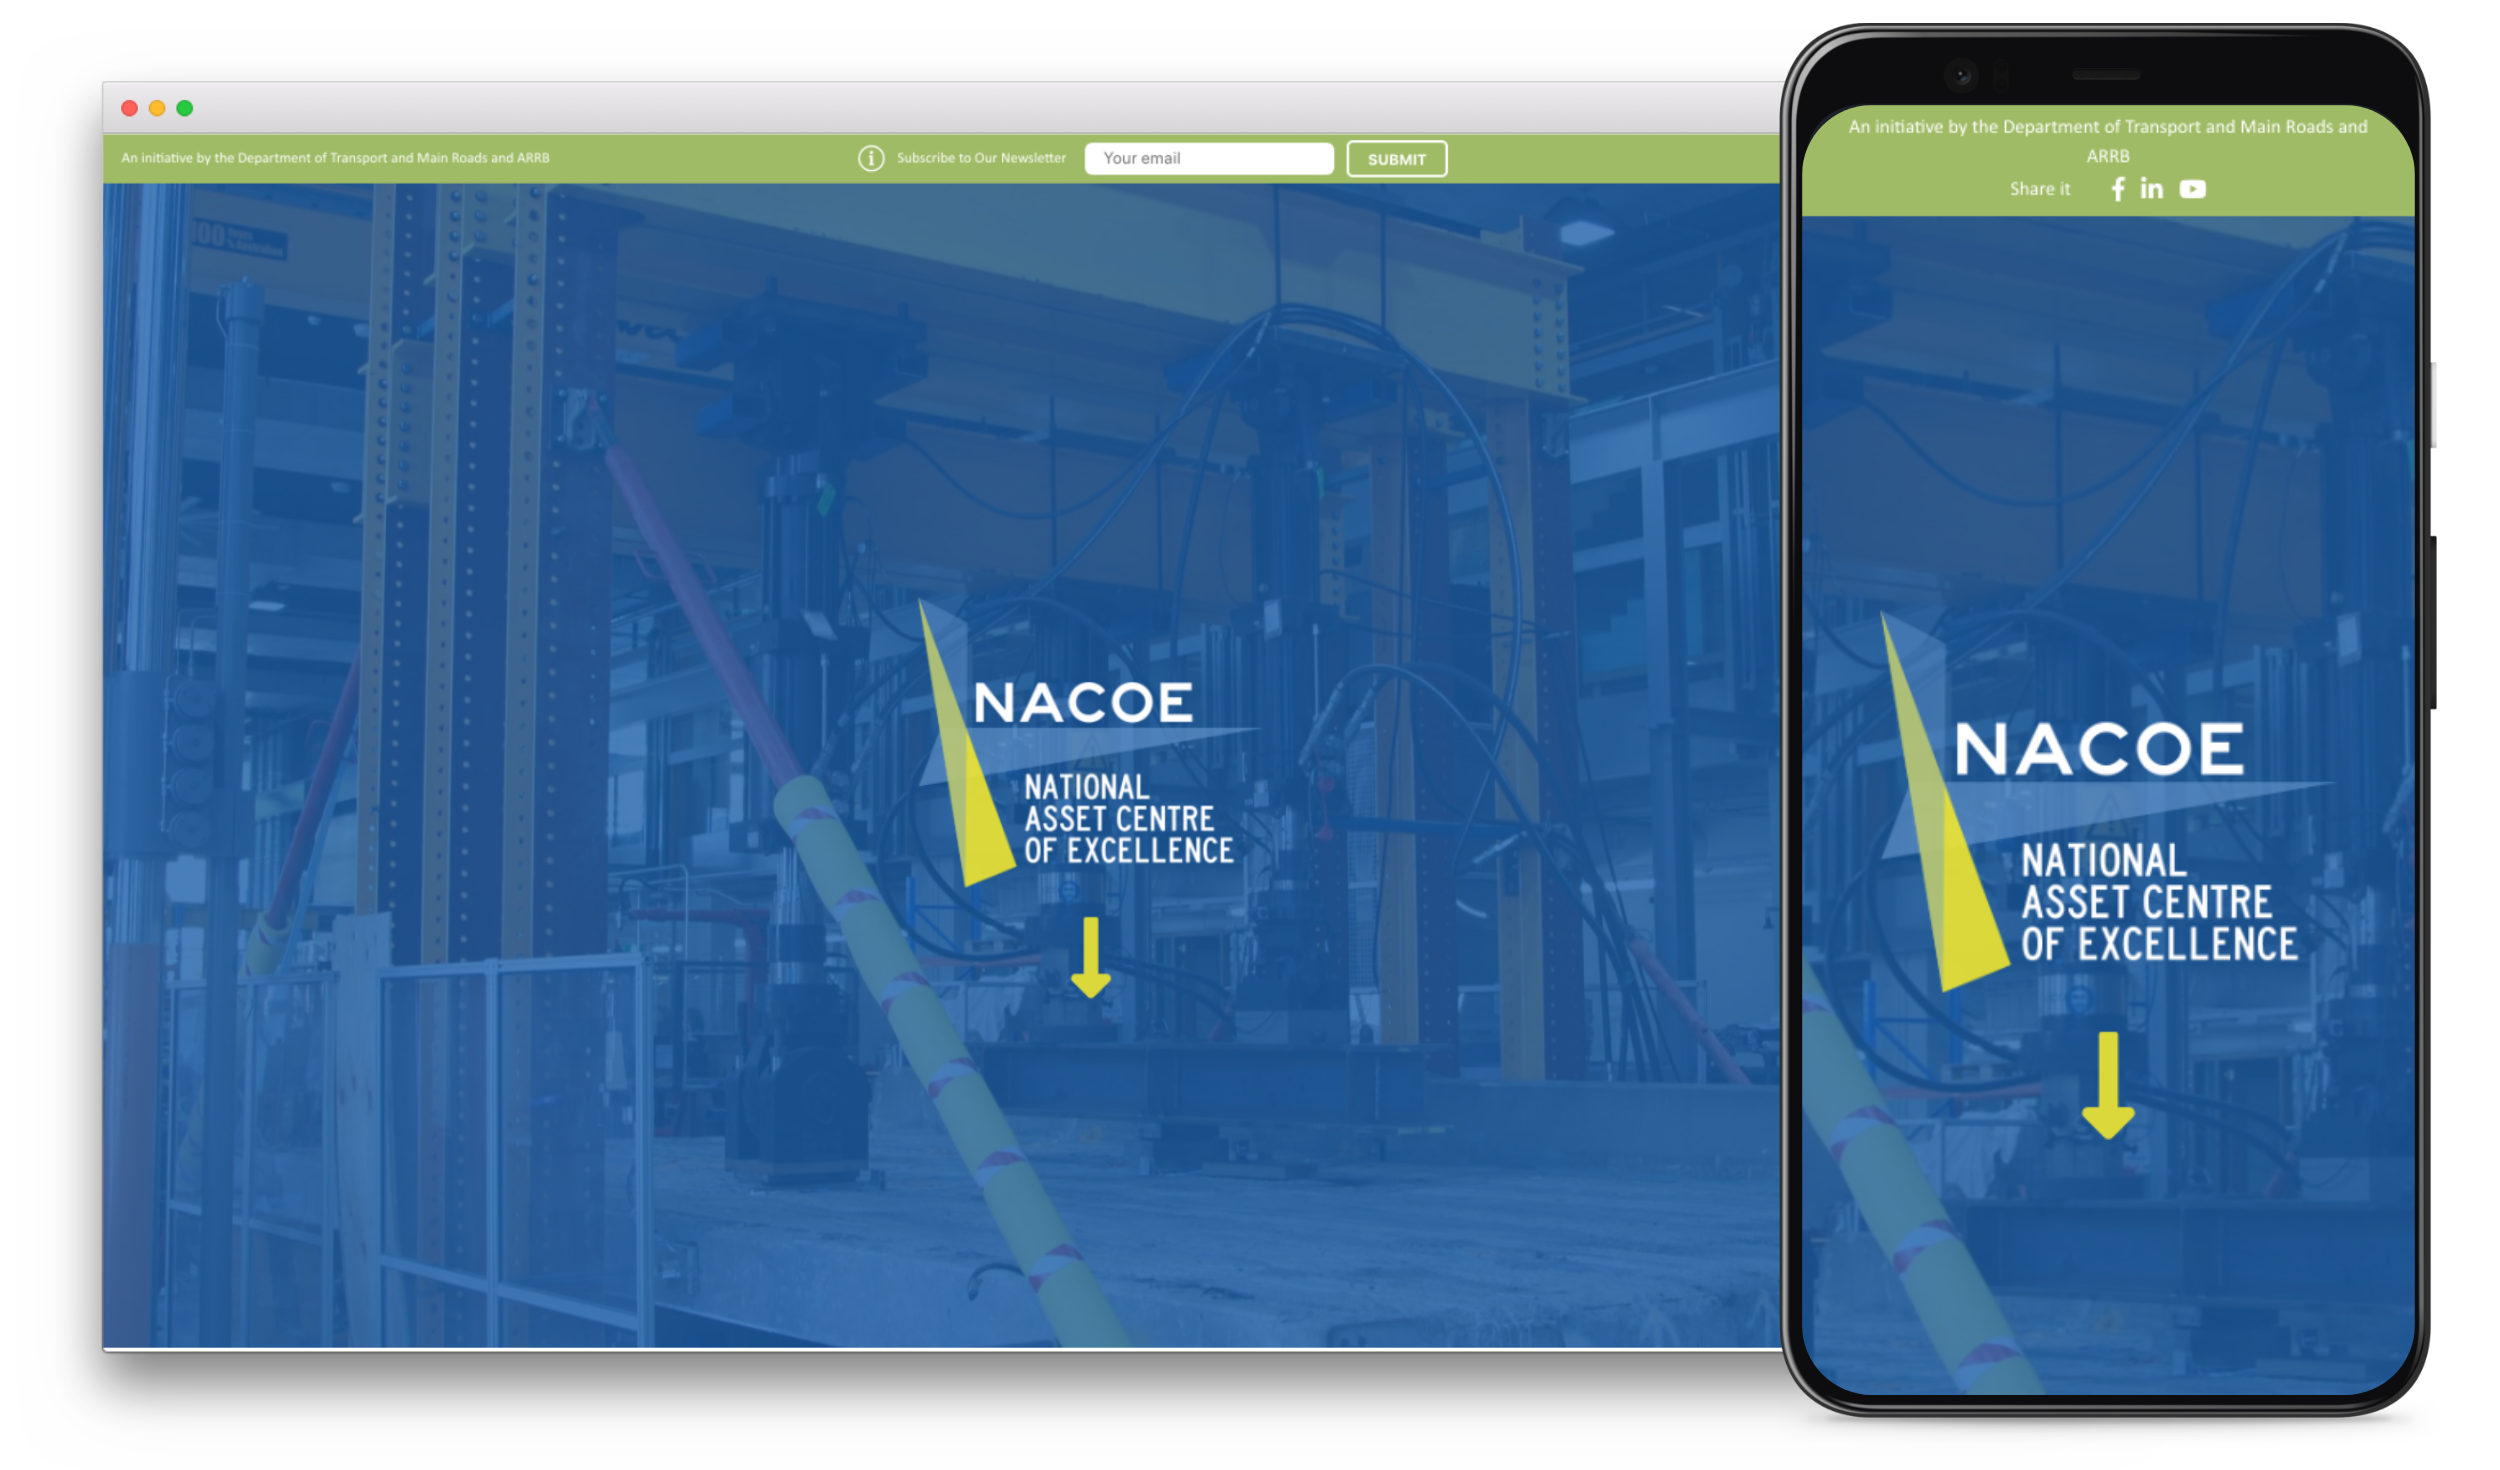 An initiative by the Department of Transport and Main Roads and ARRB
Subscribe to Our Newsletter
Your email
SUBMIT
100 Years
NACOE
NATIONAL
ASSET CENTRE
OF EXCELLENCE
An initiative by the Department of Transport and Main Roads and
ARRB
Share it
NACOE
NATIONAL
ASSET CENTRE
OF EXCELLENCE